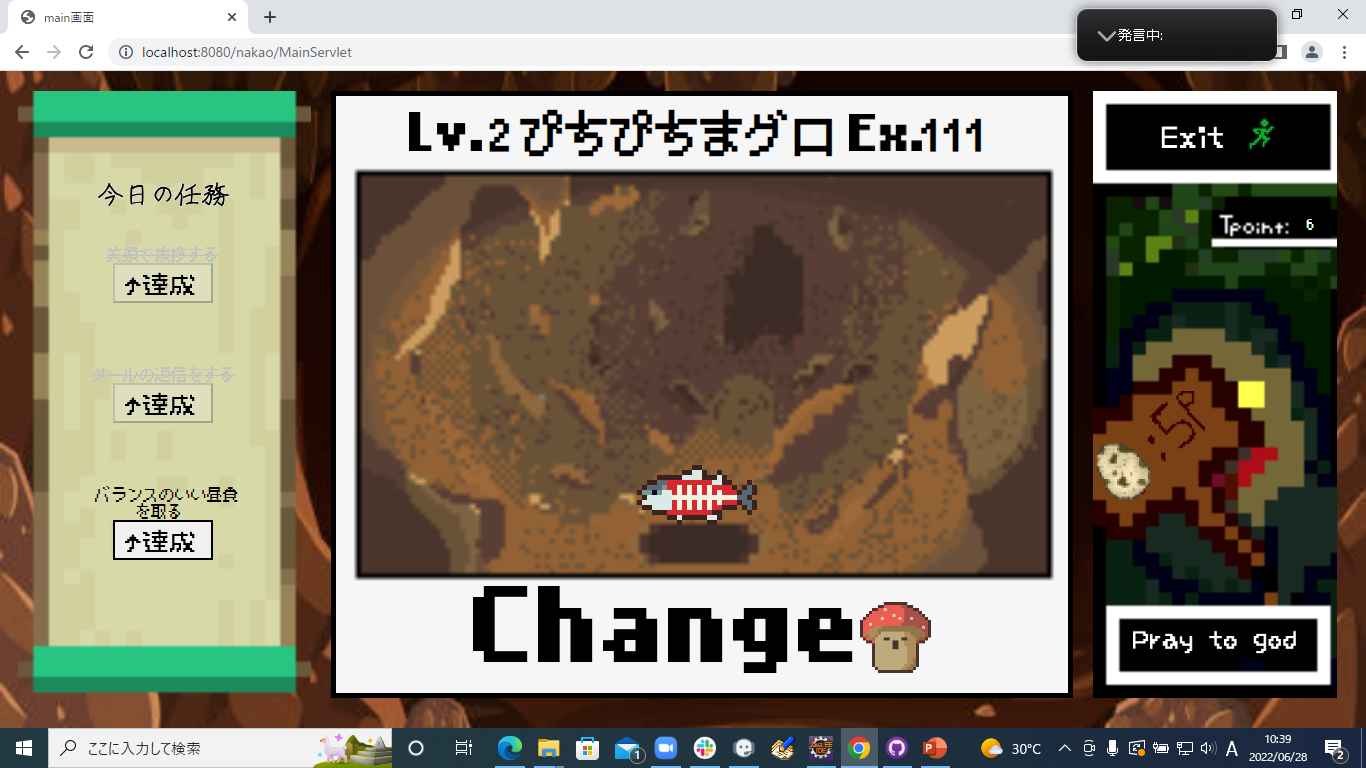 main画面
発言中:
localhost:8080/nakao/MainServlet
今日の任務
笑顔で挨拶する
↑達成
メールの返信をする
↑達成
バランスのいい昼食
を取る
↑達成
Lv.2 ぴちぴちまグロ Ex.111
Change
Exit
Tpoint: 6
Pray to god
ここに入力して検索
1
30°C
A
10:39
2022/06/28
2